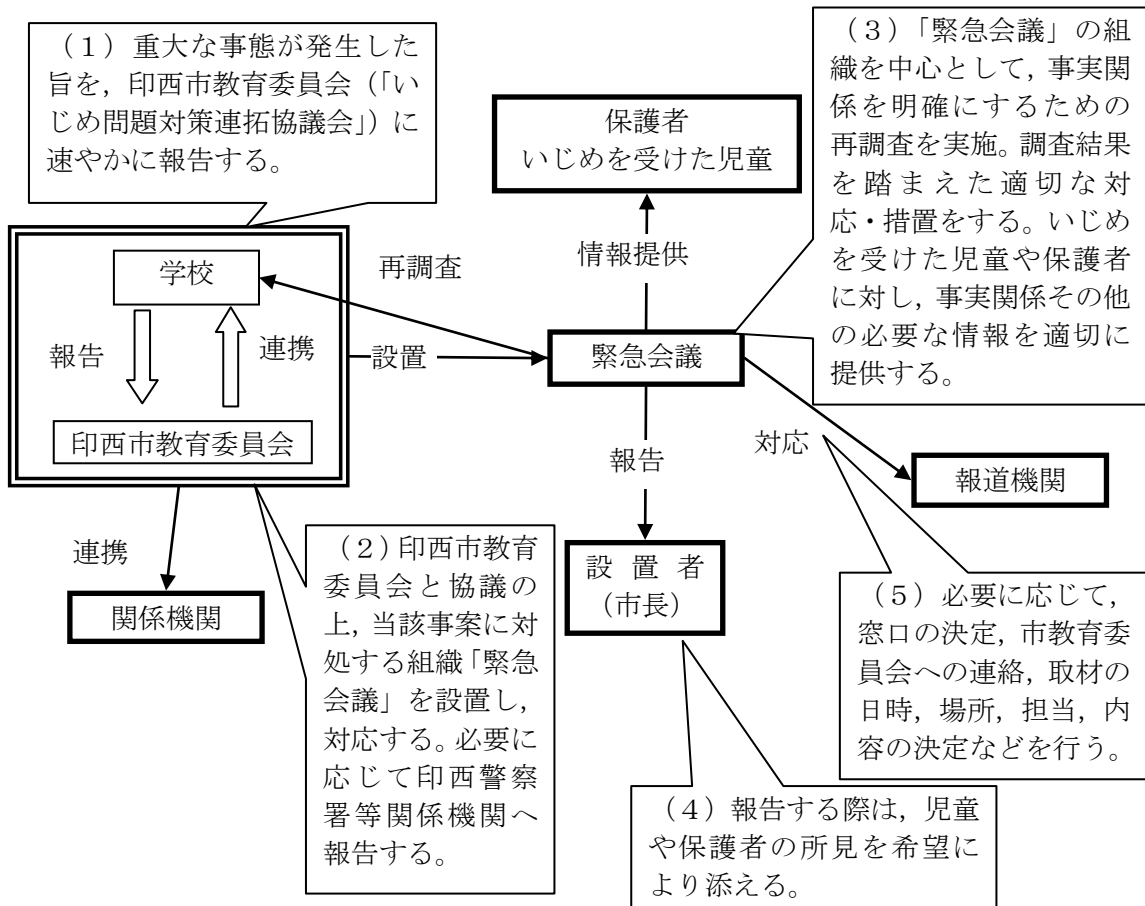 （１）重大な事態が発生した
旨を，印西市教育委員会（「い
じめ問題対策連拓協議会」）に
速やかに報告する。
保護者
いじめを受けた児童
（３）「緊急会議」の組
織を中心として，事実関
係を明確にするための
再調査を実施。調査結果
を踏まえた適切な対
応・措置をする。いじめ
を受けた児童や保護者
に対し，事実関係その他
の必要な情報を適切に
提供する。
学校
再調査
情報提供
報告
連携
設置
緊急会議
印西市教育委員会
報告
対応
報道機関
連携
関係機関
（２）印西市教育
委員会と協議の
上，当該事案に対
処する組織「緊急
会議」を設置し，
対応する。必要に
応じて印西警察
署等関係機関へ
報告する。
設 置 者
（市長）
（５）必要に応じて，
窓口の決定，市教育委
員会への連絡，取材の
日時，場所，担当，内
容の決定などを行う。
（４）報告する際は，児童
や保護者の所見を希望に
より添える。